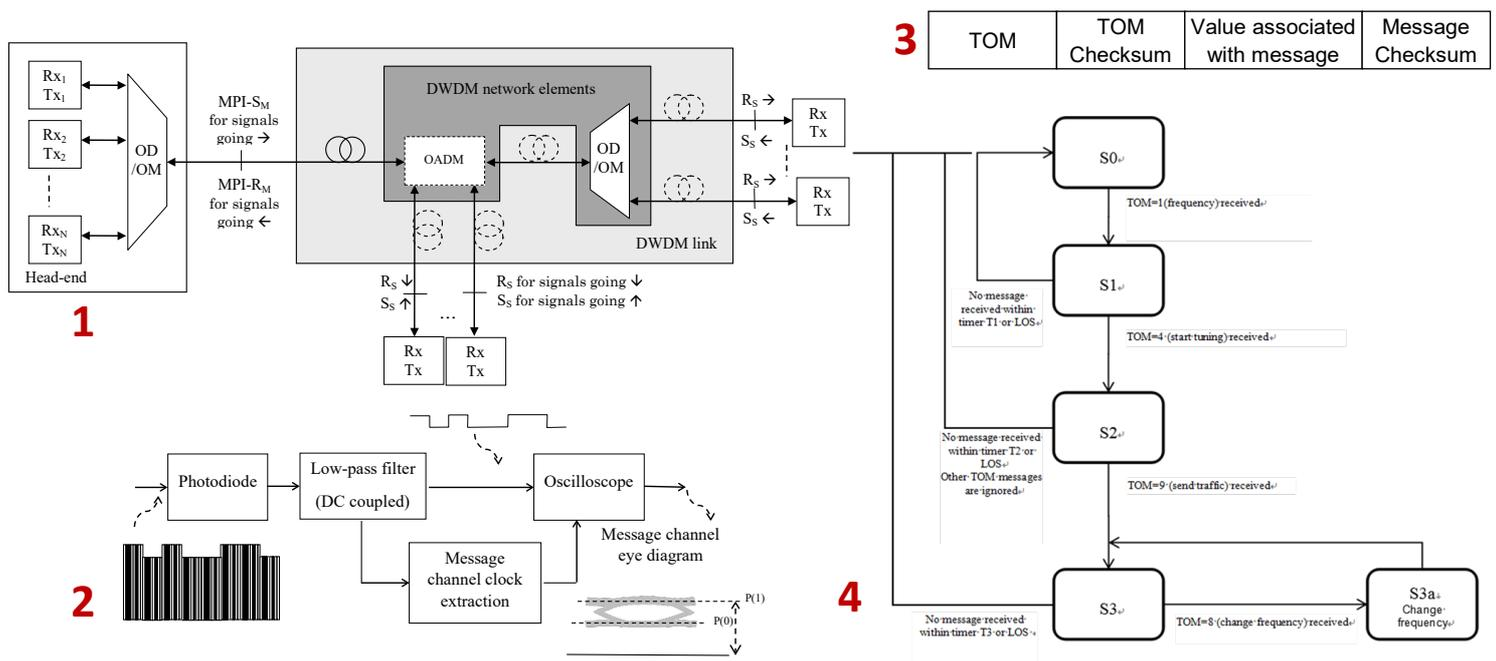 Rx1
Tx1
Rx2
Tx2
RxN
TxN
OD
/OM
Head-end
1
MPI-SM
for signals
going →
MPI-RM
for signals
going ←
DWDM network elements
OADM
OD
/OM
DWDM link
RS →
SS ←
Rx
Tx
RS →
SS ←
Rx
Tx
RS ↓
SS ↑
RS for signals going ↓
SS for signals going ↑
...
Rx
Tx
Rx
Tx
2
Photodiode
Low-pass filter
(DC coupled)
Oscilloscope
Message
channel clock
extraction
Message channel
eye diagram
P(1)
P(0)
3
TOM
TOM
Checksum
Value associated
with message
Message
Checksum
4
S0↵
TOM=1(frequency)·received↵
S1↵
No·message·
received·within·
timer·T1·or·LOS↵
TOM=4·(start·tuning)·received↵
S2↵
No·message·received·
within·timer·T2·or·
LOS↵
Other·TOM·messages·
are·ignored↵
TOM=9·(send·traffic)·received↵
S3↵
No·message·received·
within·timer·T3·or·LOS·↵
TOM=8·(change·frequency)·received↵
S3a↓
Change·
frequency↵